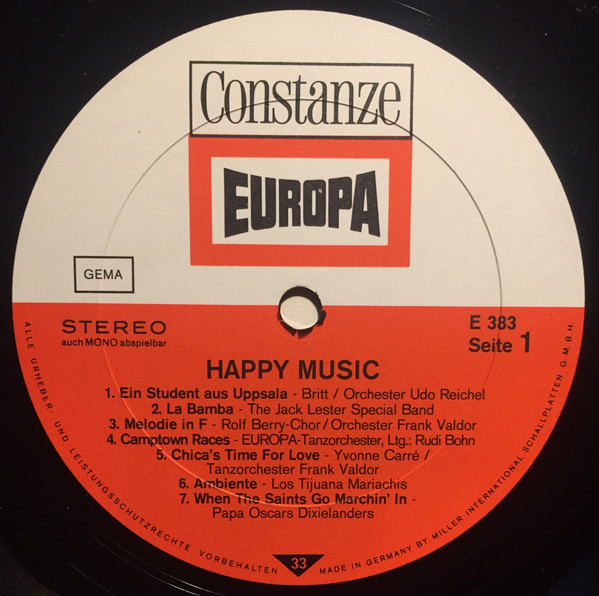 Constanze
EUROPA
GEMA
STEREO
auch MONO abspielbar
E 383
Seite 1
HAPPY MUSIC
1. Ein Student aus Uppsala - Britt / Orchester Udo Reichel
2. La Bamba - The Jack Lester Special Band
3. Melodie in F - Rolf Berry-Chor/Orchester Frank Valdor
4. Camptown Races - EUROPA-Tanzorchester, Ltg.: Rudi Bohn
5. Chica's Time For Love - Yvonne Carré /
Tanzorchester Frank Valdor
6. Ambiente - Los Tijuana Mariachis
7. When The Saints Go Marchin' In -
Papa Oscars Dixielanders
ALLE URHEBER- UND LEISTUNGSSCHUTZRECHTE VORBEHALTEN
33
MADE IN GERMANY BY MILLER INTERNATIONAL SCHALLPLATTEN G.M.B.H.